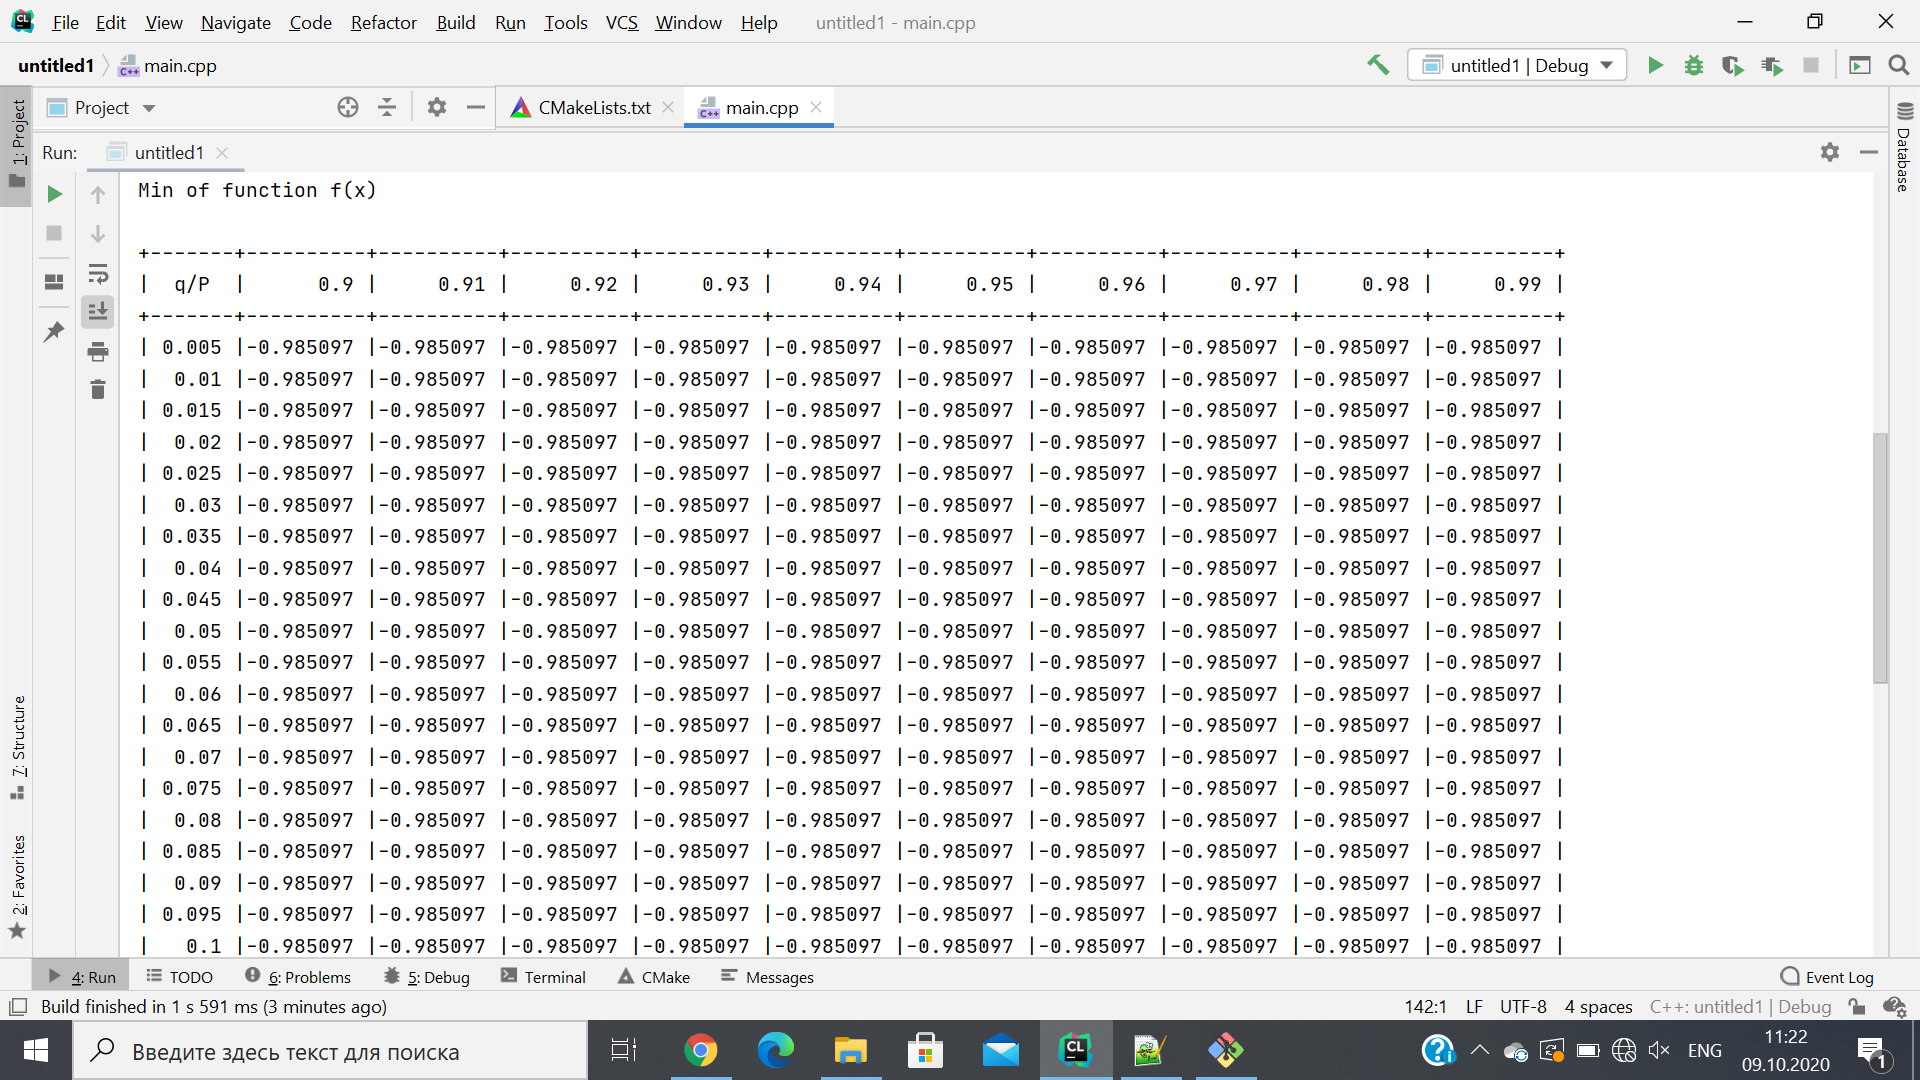 File Edit View Navigate Code Refactor Build Run Tools VCS Window Help untitled1 - main.cpp
untitled1 main.cpp untitled1 | Debug
Project CMakeLists.txt main.cpp
1: Project
Database
Run: untitled1
Min of function f(x)
+-------+----------+----------+----------+----------+----------+----------+----------+----------+----------+----------+
| q/P | 0.9 | 0.91 | 0.92 | 0.93 | 0.94 | 0.95 | 0.96 | 0.97 | 0.98 | 0.99 |
+-------+----------+----------+----------+----------+----------+----------+----------+----------+----------+----------+
| 0.005 |-0.985097 |-0.985097 |-0.985097 |-0.985097 |-0.985097 |-0.985097 |-0.985097 |-0.985097 |-0.985097 |-0.985097 |
| 0.01 |-0.985097 |-0.985097 |-0.985097 |-0.985097 |-0.985097 |-0.985097 |-0.985097 |-0.985097 |-0.985097 |-0.985097 |
| 0.015 |-0.985097 |-0.985097 |-0.985097 |-0.985097 |-0.985097 |-0.985097 |-0.985097 |-0.985097 |-0.985097 |-0.985097 |
| 0.02 |-0.985097 |-0.985097 |-0.985097 |-0.985097 |-0.985097 |-0.985097 |-0.985097 |-0.985097 |-0.985097 |-0.985097 |
| 0.025 |-0.985097 |-0.985097 |-0.985097 |-0.985097 |-0.985097 |-0.985097 |-0.985097 |-0.985097 |-0.985097 |-0.985097 |
| 0.03 |-0.985097 |-0.985097 |-0.985097 |-0.985097 |-0.985097 |-0.985097 |-0.985097 |-0.985097 |-0.985097 |-0.985097 |
| 0.035 |-0.985097 |-0.985097 |-0.985097 |-0.985097 |-0.985097 |-0.985097 |-0.985097 |-0.985097 |-0.985097 |-0.985097 |
| 0.04 |-0.985097 |-0.985097 |-0.985097 |-0.985097 |-0.985097 |-0.985097 |-0.985097 |-0.985097 |-0.985097 |-0.985097 |
| 0.045 |-0.985097 |-0.985097 |-0.985097 |-0.985097 |-0.985097 |-0.985097 |-0.985097 |-0.985097 |-0.985097 |-0.985097 |
| 0.05 |-0.985097 |-0.985097 |-0.985097 |-0.985097 |-0.985097 |-0.985097 |-0.985097 |-0.985097 |-0.985097 |-0.985097 |
| 0.055 |-0.985097 |-0.985097 |-0.985097 |-0.985097 |-0.985097 |-0.985097 |-0.985097 |-0.985097 |-0.985097 |-0.985097 |
| 0.06 |-0.985097 |-0.985097 |-0.985097 |-0.985097 |-0.985097 |-0.985097 |-0.985097 |-0.985097 |-0.985097 |-0.985097 |
| 0.065 |-0.985097 |-0.985097 |-0.985097 |-0.985097 |-0.985097 |-0.985097 |-0.985097 |-0.985097 |-0.985097 |-0.985097 |
| 0.07 |-0.985097 |-0.985097 |-0.985097 |-0.985097 |-0.985097 |-0.985097 |-0.985097 |-0.985097 |-0.985097 |-0.985097 |
| 0.075 |-0.985097 |-0.985097 |-0.985097 |-0.985097 |-0.985097 |-0.985097 |-0.985097 |-0.985097 |-0.985097 |-0.985097 |
| 0.08 |-0.985097 |-0.985097 |-0.985097 |-0.985097 |-0.985097 |-0.985097 |-0.985097 |-0.985097 |-0.985097 |-0.985097 |
| 0.085 |-0.985097 |-0.985097 |-0.985097 |-0.985097 |-0.985097 |-0.985097 |-0.985097 |-0.985097 |-0.985097 |-0.985097 |
| 0.09 |-0.985097 |-0.985097 |-0.985097 |-0.985097 |-0.985097 |-0.985097 |-0.985097 |-0.985097 |-0.985097 |-0.985097 |
| 0.095 |-0.985097 |-0.985097 |-0.985097 |-0.985097 |-0.985097 |-0.985097 |-0.985097 |-0.985097 |-0.985097 |-0.985097 |
| 0.1 |-0.985097 |-0.985097 |-0.985097 |-0.985097 |-0.985097 |-0.985097 |-0.985097 |-0.985097 |-0.985097 |-0.985097 |
7: Structure
2: Favorites
4: Run TODO 6: Problems 5: Debug Terminal CMake Messages Event Log
Build finished in 1 s 591 ms (3 minutes ago) 142:1 LF UTF-8 4 spaces C++: untitled1 | Debug
Введите здесь текст для поиска ENG 11:22
09.10.2020 1